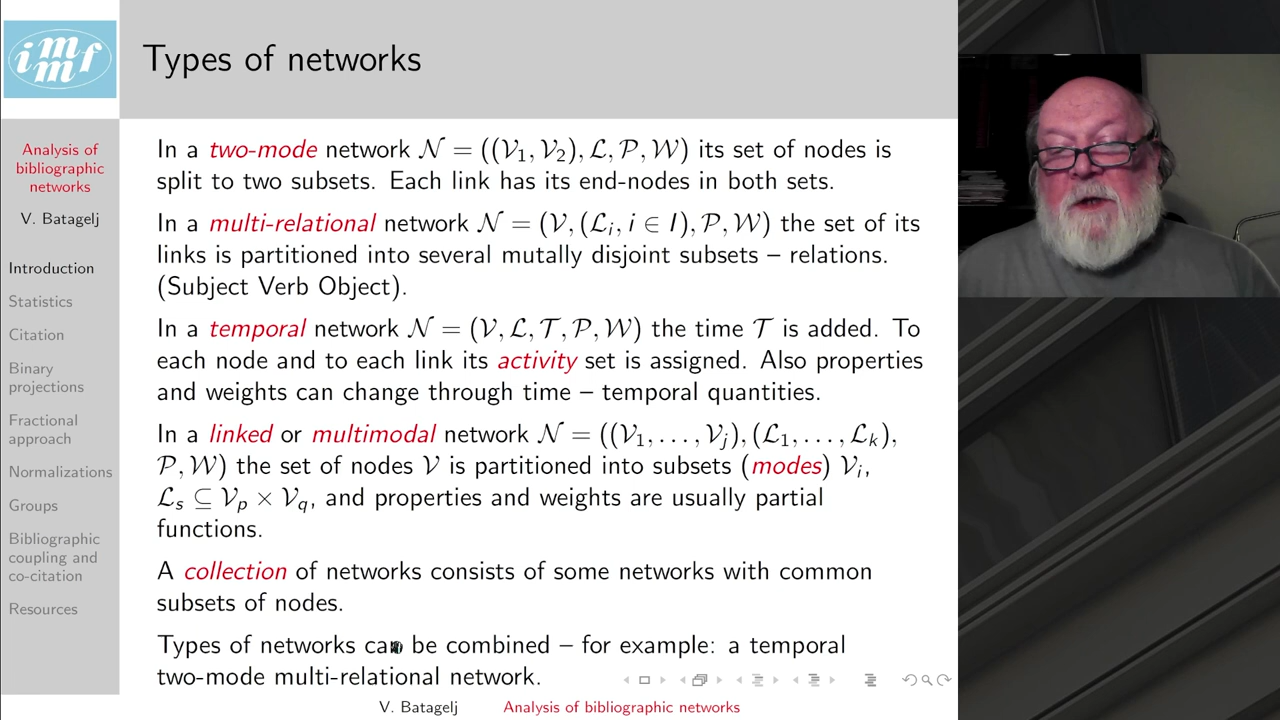 immf
Types of networks
Analysis of
bibliographic
networks
V. Batagelj
Introduction
Statistics
Citation
Binary
projections
Fractional
approach
Normalizations
Groups
Bibliographic
coupling and
co-citation
Resources
In a two-mode network 𝒩 = ((𝒱₁, 𝒱₂), ℒ, 𝒫, 𝒲) its set of nodes is
split to two subsets. Each link has its end-nodes in both sets.
In a multi-relational network 𝒩 = (𝒱, (ℒᵢ, i ∈ I), 𝒫, 𝒲) the set of its
links is partitioned into several mutally disjoint subsets – relations.
(Subject Verb Object).
In a temporal network 𝒩 = (𝒱, ℒ, 𝒯, 𝒫, 𝒲) the time 𝒯 is added. To
each node and to each link its activity set is assigned. Also properties
and weights can change through time – temporal quantities.
In a linked or multimodal network 𝒩 = ((𝒱₁, . . . , 𝒱ⱼ), (ℒ₁, . . . , ℒₖ),
𝒫, 𝒲) the set of nodes 𝒱 is partitioned into subsets (modes) 𝒱ᵢ,
ℒₛ ⊆ 𝒱ₚ × 𝒱_q, and properties and weights are usually partial
functions.
A collection of networks consists of some networks with common
subsets of nodes.
Types of networks can be combined – for example: a temporal
two-mode multi-relational network.
V. Batagelj Analysis of bibliographic networks